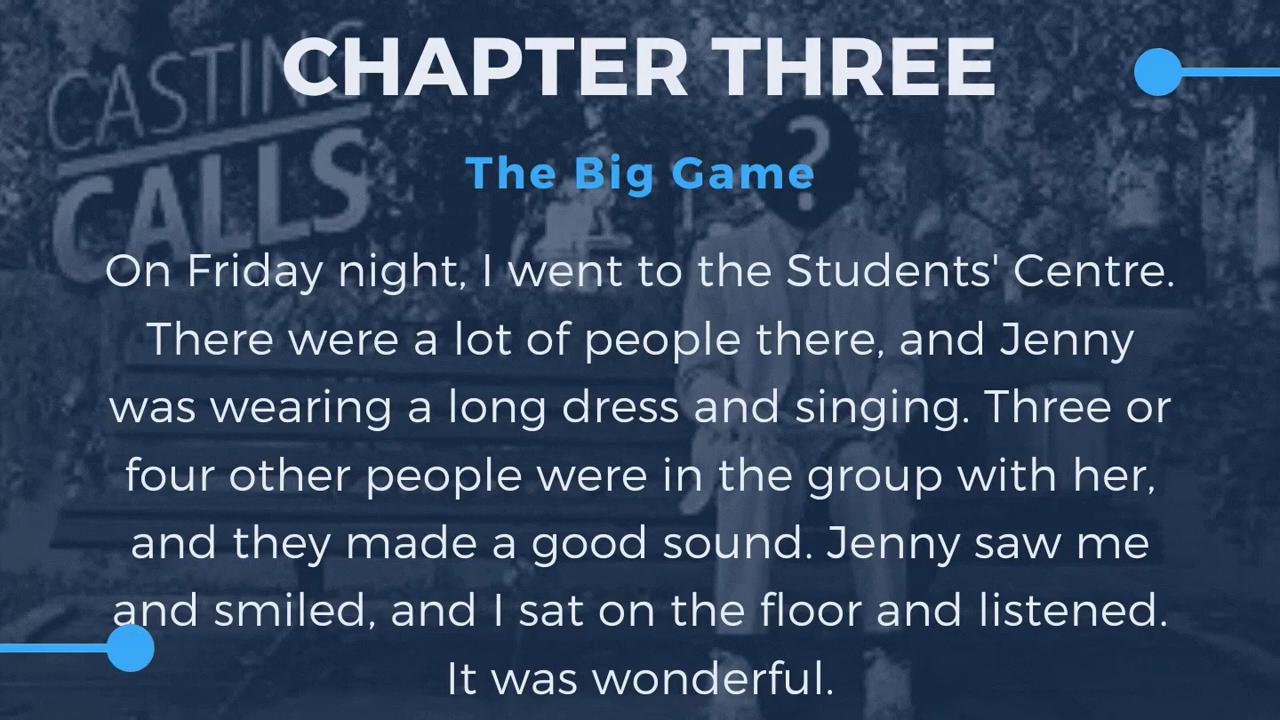 CASTING
CALLS
CHAPTER THREE
?
The Big Game
On Friday night, I went to the Students' Centre.
There were a lot of people there, and Jenny
was wearing a long dress and singing. Three or
four other people were in the group with her,
and they made a good sound. Jenny saw me
and smiled, and I sat on the floor and listened.
It was wonderful.